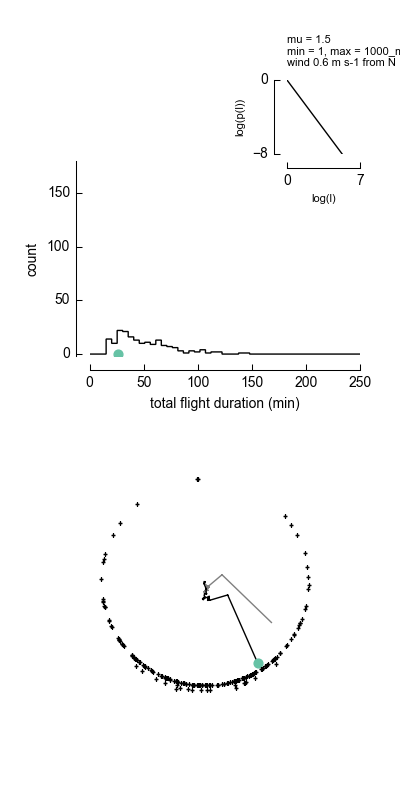 mu = 1.5
min = 1, max = 1000_m
wind 0.6 m s-1 from N
0
log(p(l))
−8
0
7
log(l)
150
100
50
0
count
0
50
100
150
200
250
total flight duration (min)